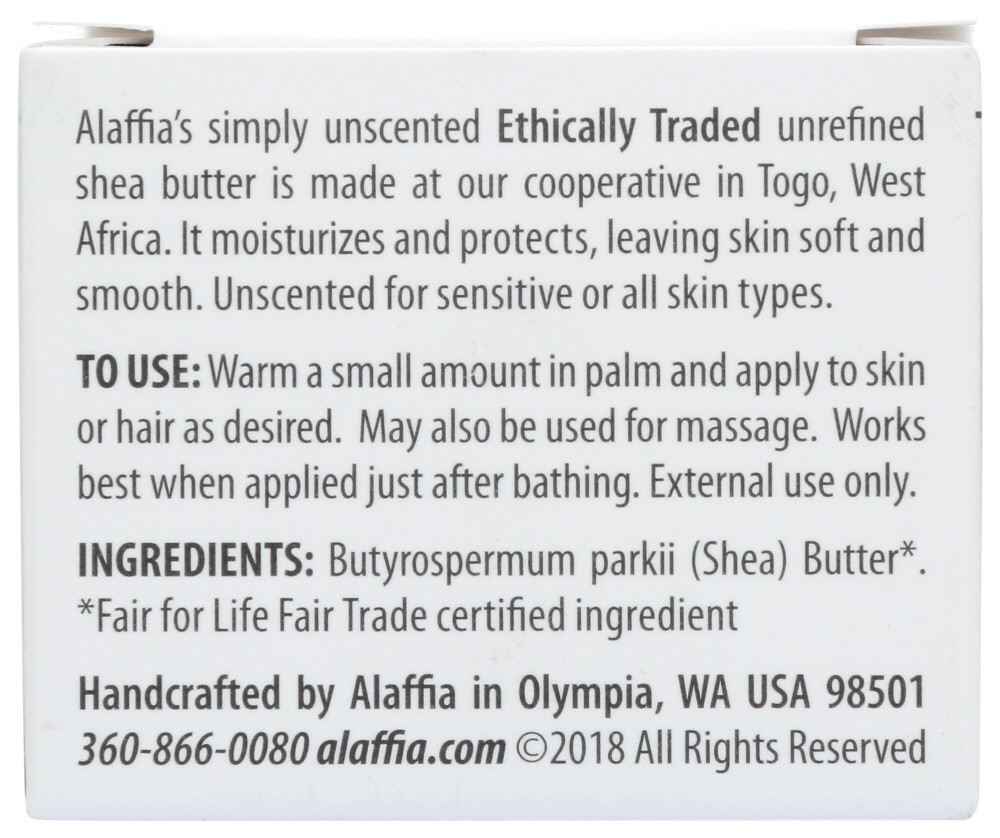 Alaffia's simply unscented Ethically Traded unrefined
shea butter is made at our cooperative in Togo, West
Africa. It moisturizes and protects, leaving skin soft and
smooth. Unscented for sensitive or all skin types.
TO USE: Warm a small amount in palm and apply to skin
or hair as desired. May also be used for massage. Works
best when applied just after bathing. External use only.
INGREDIENTS: Butyrospermum parkii (Shea) Butter*.
*Fair for Life Fair Trade certified ingredient
Handcrafted by Alaffia in Olympia, WA USA 98501
360-866-0080 alaffia.com ©2018 All Rights Reserved